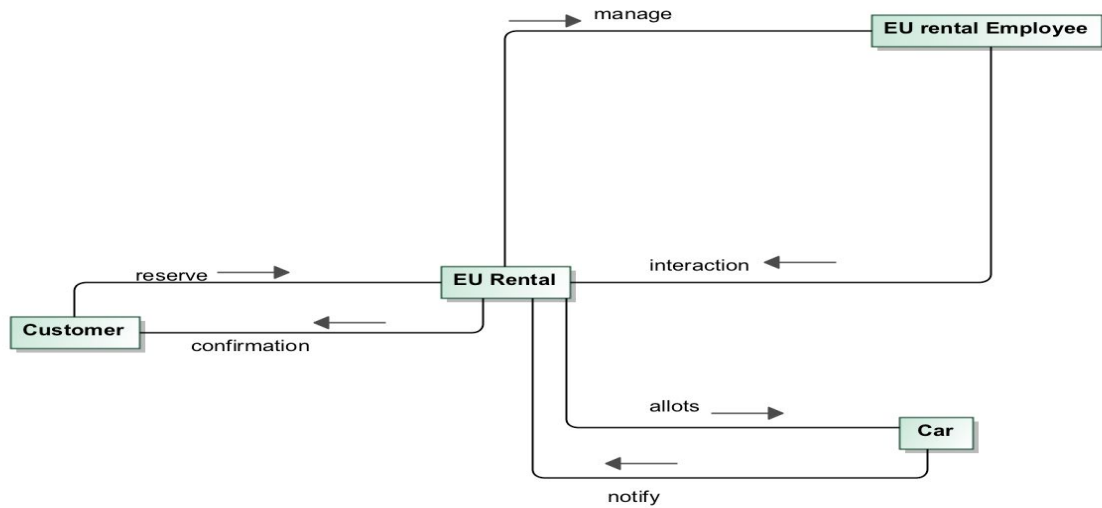 manage
EU rental Employee
interaction
reserve
EU Rental
Customer
confirmation
allots
Car
notify